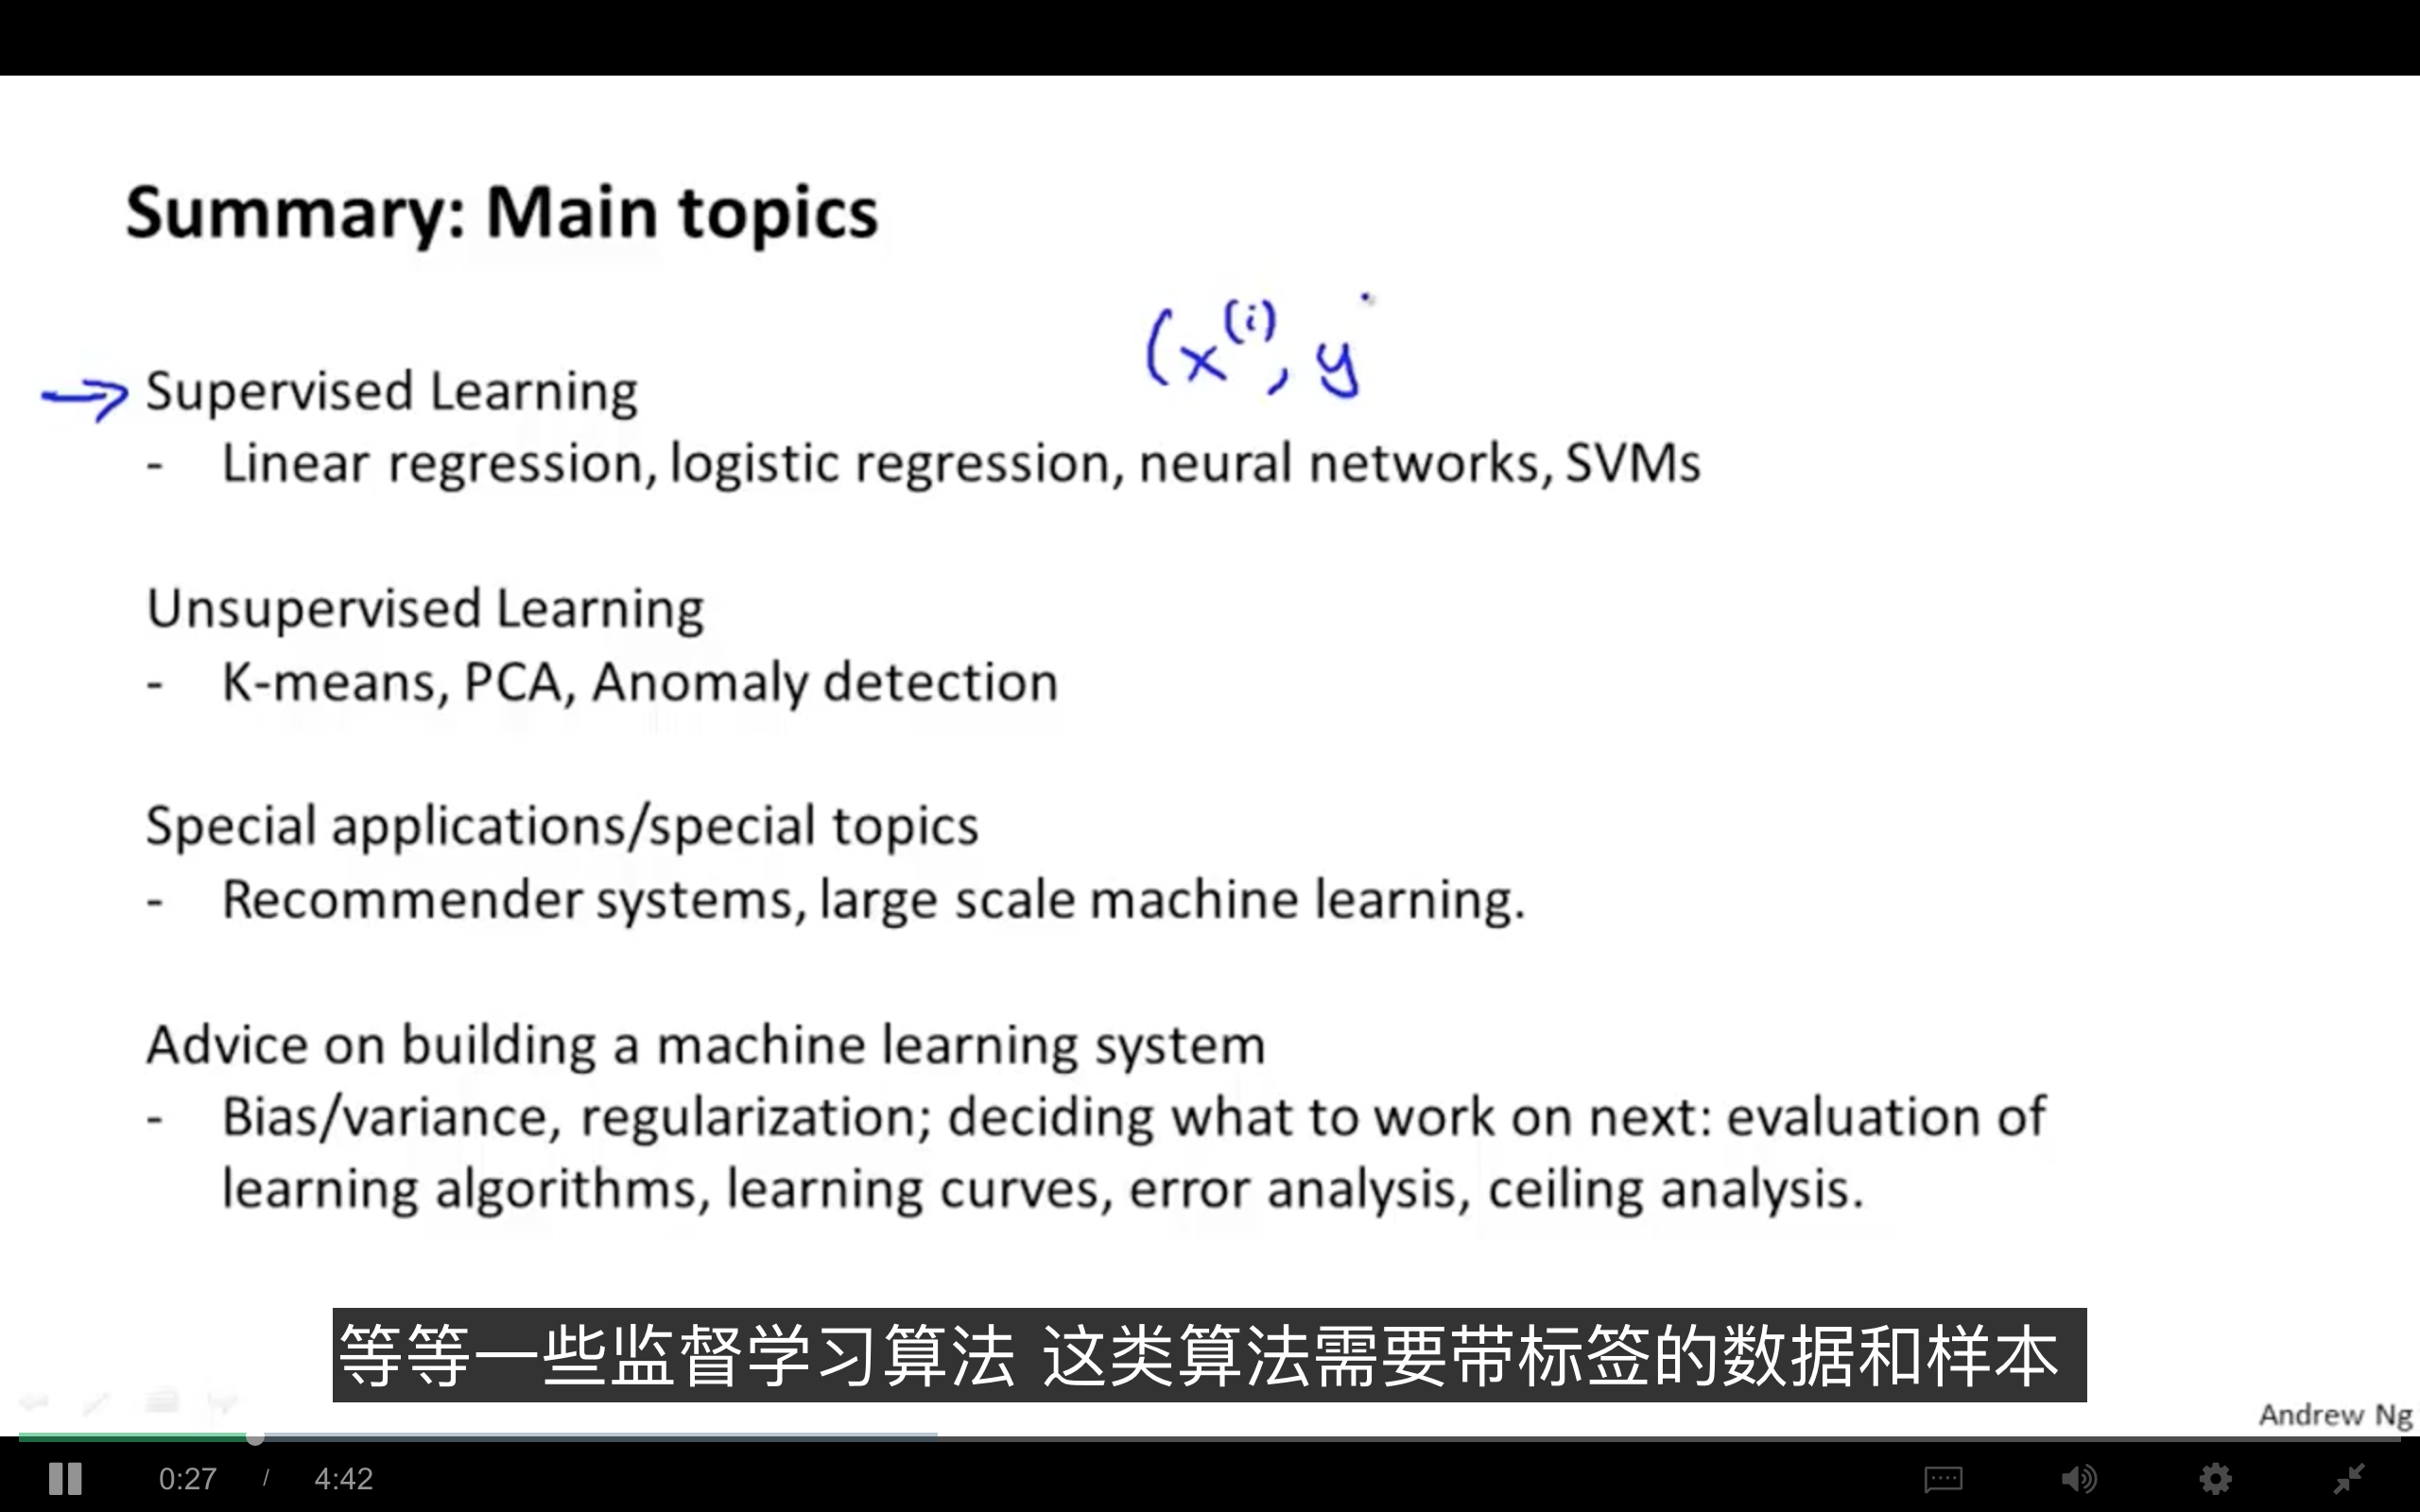 Summary: Main topics
(x^(i), y
Supervised Learning
- Linear regression, logistic regression, neural networks, SVMs
Unsupervised Learning
- K-means, PCA, Anomaly detection
Special applications/special topics
- Recommender systems, large scale machine learning.
Advice on building a machine learning system
- Bias/variance, regularization; deciding what to work on next: evaluation of
learning algorithms, learning curves, error analysis, ceiling analysis.
等等一些监督学习算法 这类算法需要带标签的数据和样本
Andrew Ng
0:27 / 4:42